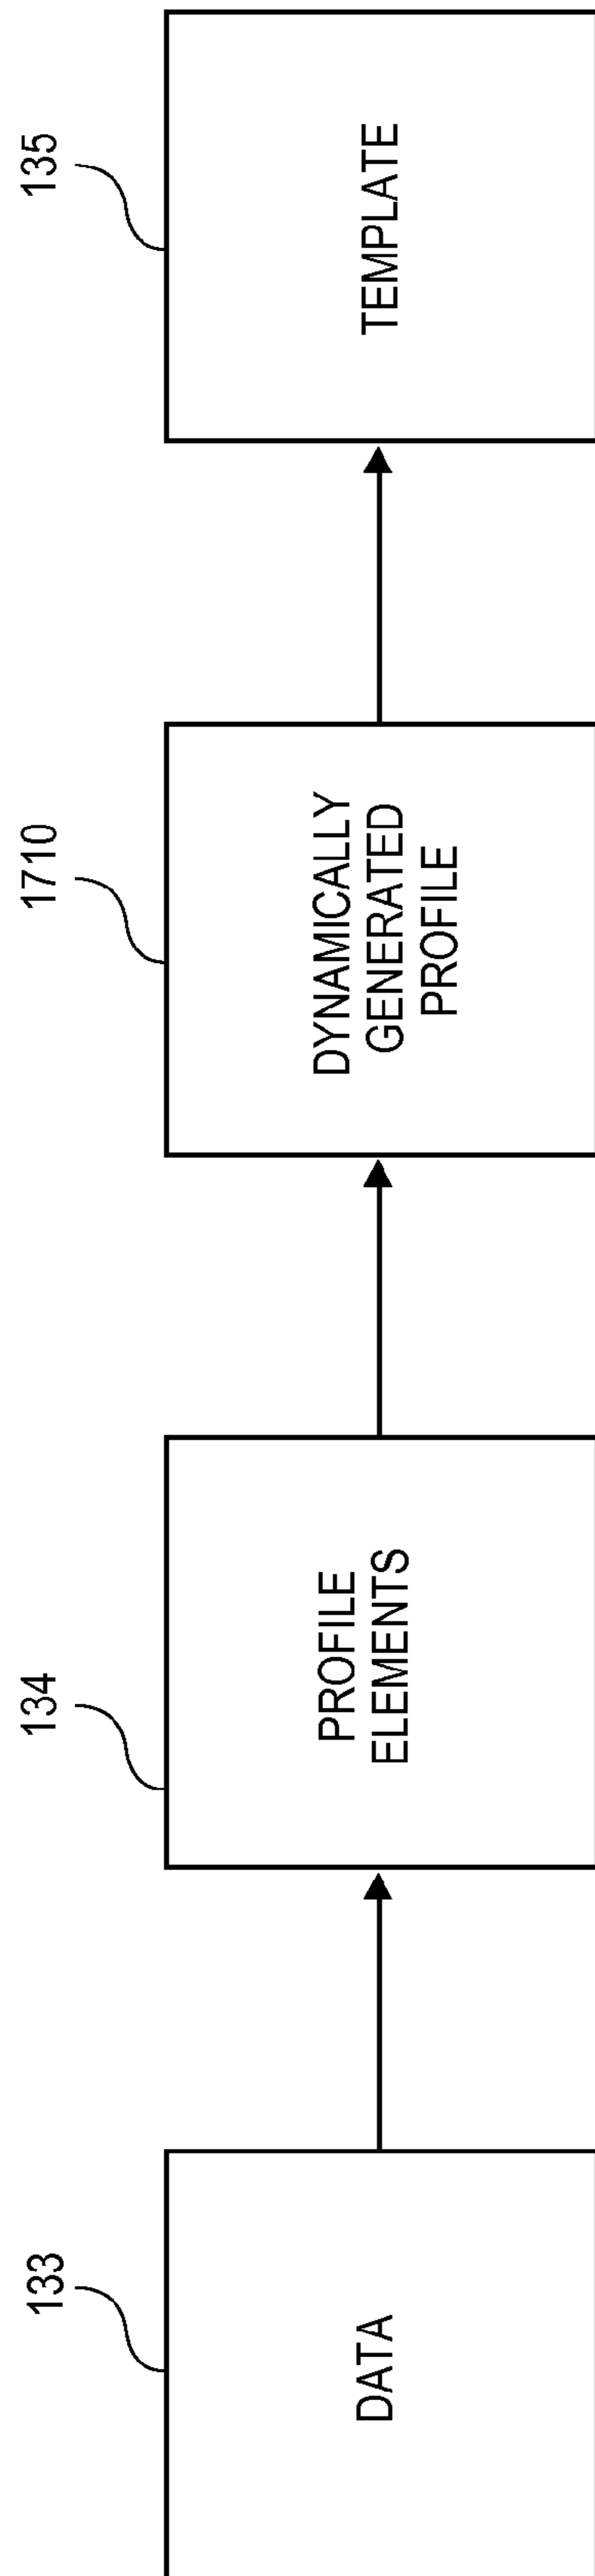 133
DATA
134
PROFILE
ELEMENTS
1710
DYNAMICALLY
GENERATED
PROFILE
135
TEMPLATE